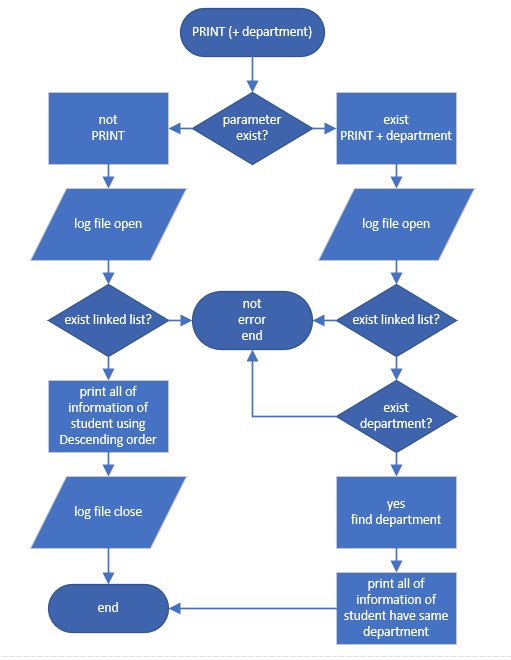 PRINT (+ department)
parameter
exist?
not
PRINT
exist
PRINT + department
log file open
log file open
exist linked list?
not
error
end
exist linked list?
print all of
information of
student using
Descending order
exist
department?
log file close
yes
find department
end
print all of
information of
student have same
department